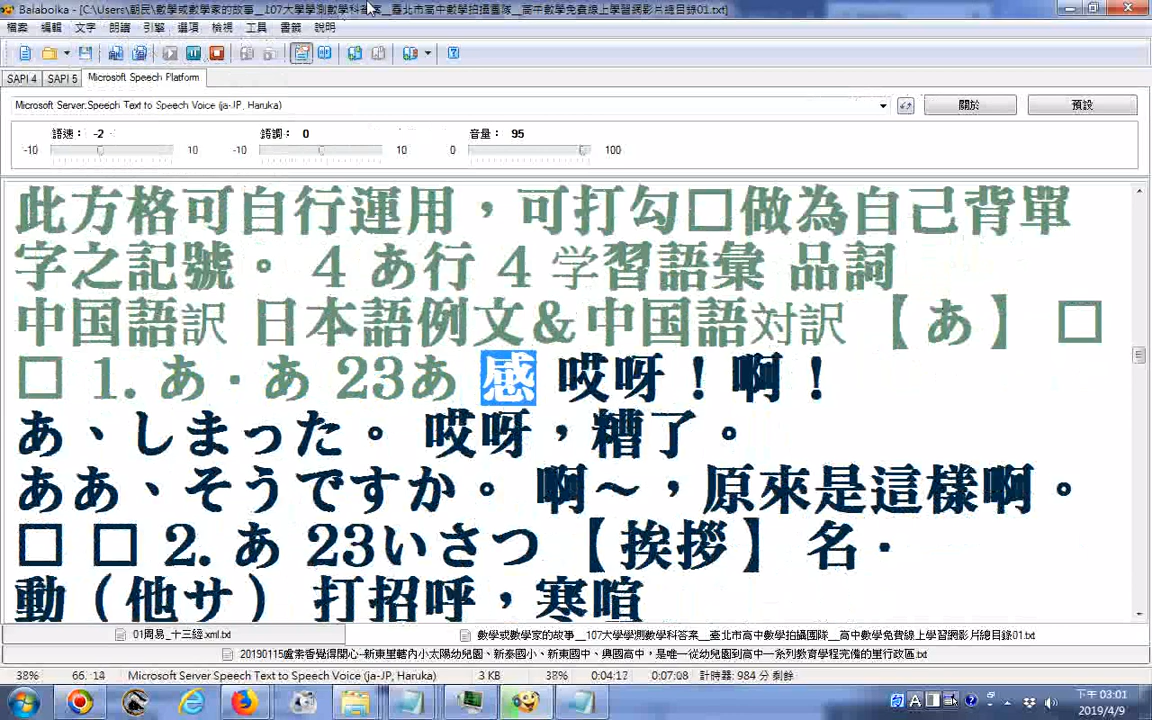 Balabolka - [C:\Users\朝民\數學或數學家的故事__107大學學測數學科答案__臺北市高中數學拍攝團隊__高中數學免費線上學習網影片總目錄01.txt]
檔案 編輯 文字 朗讀 引擎 選項 檢視 工具 書籤 說明
SAPI 4 SAPI 5 Microsoft Speech Platform
Microsoft Server Speech Text to Speech Voice (ja-JP, Haruka) 關於 預設
語速: -2 語調: 0 音量: 95
-10 10 -10 10 0 100
此方格可自行運用，可打勾□做為自己背單
字之記號。 4 あ行 4 学習語彙 品詞
中国語訳 日本語例文＆中国語対訳 【あ】 □
□ 1. あ·あ 23あ 感 哎呀！啊！
あ、しまった。 哎呀，糟了。
ああ、そうですか。 啊～，原來是這樣啊。
□ □ 2. あ 23いさつ 【挨拶】 名·
動（他サ） 打招呼，寒喧
01周易_十三經.xml.txt 數學或數學家的故事__107大學學測數學科答案__臺北市高中數學拍攝團隊__高中數學免費線上學習網影片總目錄01.txt
20190115盧素香覺得開心-新東里轄內小太陽幼兒園、新泰國小、新東國中、興國高中，是唯一從幼兒園到高中一系列教育學程完備的里行政區.txt
38% 66: 14 Microsoft Server Speech Text to Speech Voice (ja-JP, Haruka) 3 KB 38% 0:04:12 0:07:08 計時器: 984 分 剩餘
下午 03:01
2019/4/9